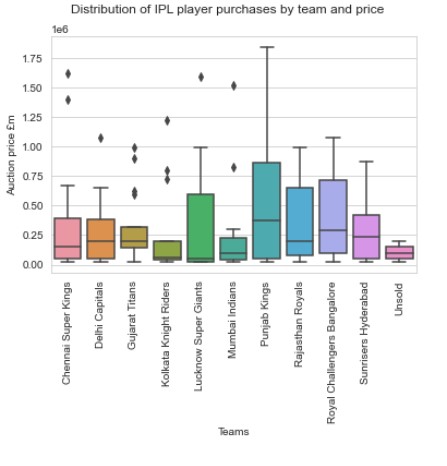 Distribution of IPL player purchases by team and price
1e6
1.75
1.50
1.25
1.00
0.75
0.50
0.25
0.00
Auction price £m
Chennai Super Kings
Delhi Capitals
Gujarat Titans
Kolkata Knight Riders
Lucknow Super Giants
Mumbai Indians
Punjab Kings
Rajasthan Royals
Royal Challengers Bangalore
Sunrisers Hyderabad
Unsold
Teams